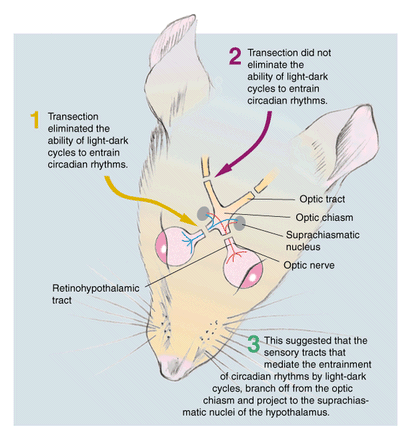 2 Transection did not
eliminate the
ability of light-dark
cycles to entrain
circadian rhythms.
1 Transection
eliminated the
ability of light-dark
cycles to entrain
circadian rhythms.
Optic tract
Optic chiasm
Suprachiasmatic
nucleus
Optic nerve
Retinohypothalamic
tract
3 This suggested that the
sensory tracts that
mediate the entrainment
of circadian rhythms by light-dark
cycles, branch off from the optic
chiasm and project to the suprachias-
matic nuclei of the hypothalamus.